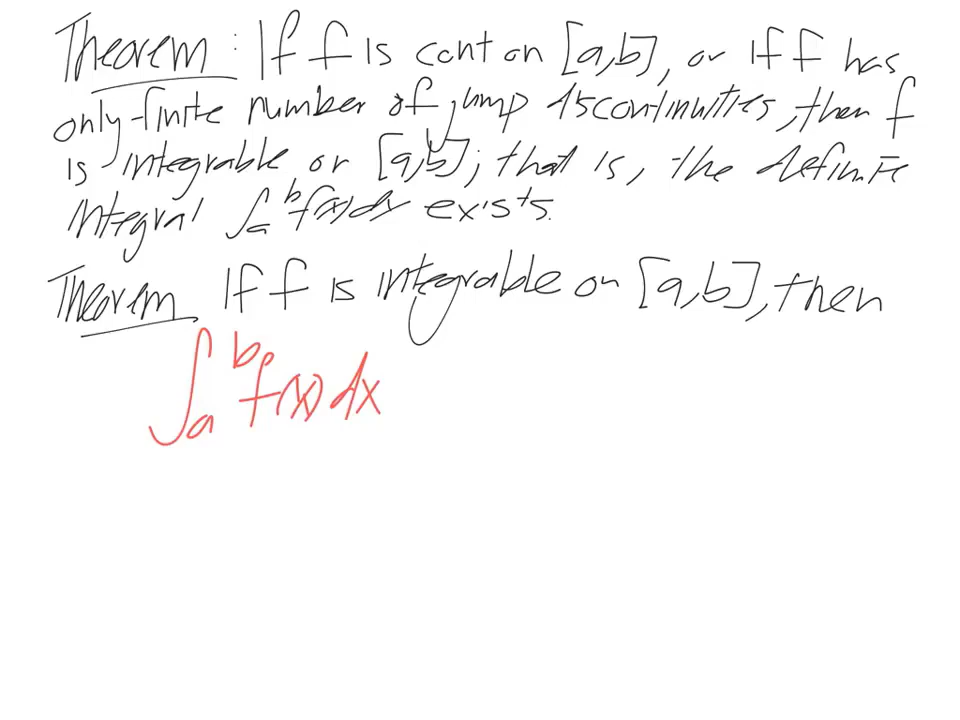 Theorem: If f is cont on [a,b], or if f has
only finite number of jump discontinuities, then f
is integrable or [a,b]; that is, the definite
integral ∫_a^b f(x) dx exists.
Theorem If f is integrable on [a,b], then
∫_a^b f(x) dx